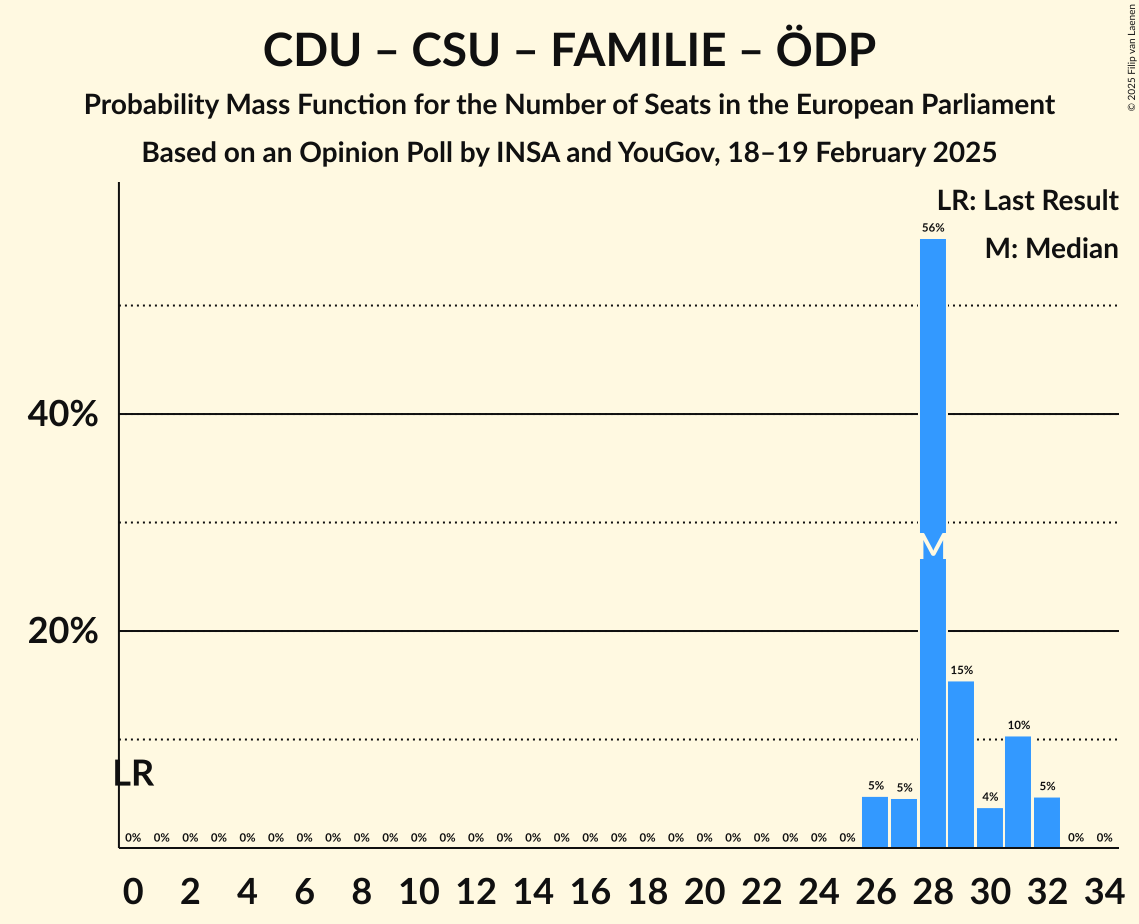 CDU – CSU – FAMILIE – ÖDP
Probability Mass Function for the Number of Seats in the European Parliament
Based on an Opinion Poll by INSA and YouGov, 18–19 February 2025
© 2025 Filip van Laenen
LR: Last Result
M: Median
56%
40%
M
20%
15%
10%
LR
5% 5% 4% 5%
0% 0% 0% 0% 0% 0% 0% 0% 0% 0% 0% 0% 0% 0% 0% 0% 0% 0% 0% 0% 0% 0% 0% 0% 0% 0% 0% 0%
0 2 4 6 8 10 12 14 16 18 20 22 24 26 28 30 32 34